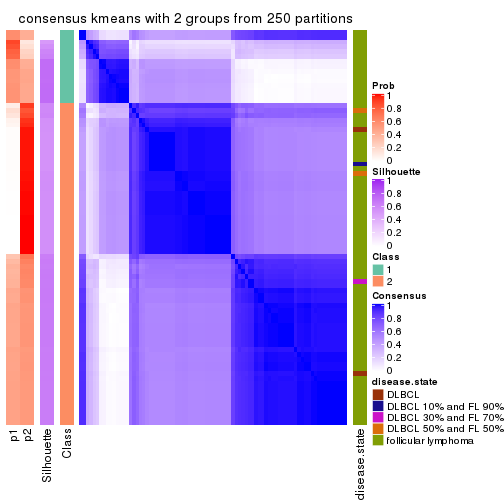 consensus kmeans with 2 groups from 250 partitions
Prob
1
0.8
0.6
0.4
0.2
0
Silhouette
1
0.8
0.6
0.4
0.2
0
Class
1
2
Consensus
1
0.8
0.6
0.4
0.2
0
disease.state
DLBCL
DLBCL 10% and FL 90%
DLBCL 30% and FL 70%
DLBCL 50% and FL 50%
follicular lymphoma
p1
p2
Silhouette
Class
disease.state